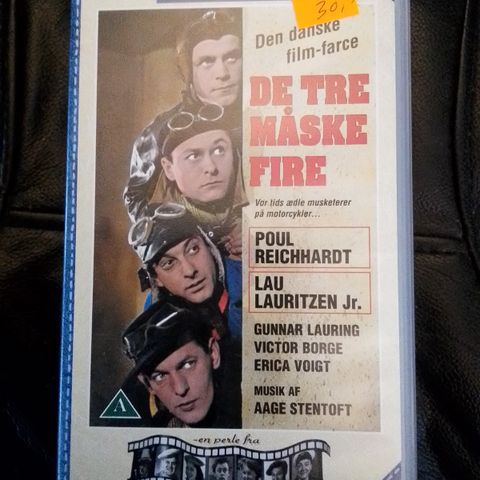 30,-
Den danske
film-farce
DE TRE
MÅSKE
FIRE
Vor tids ædle musketerer
på motorcykler...
POUL
REICHHARDT
LAU
LAURITZEN Jr.
GUNNAR LAURING
VICTOR BORGE
ERICA VOIGT
MUSIK AF
AAGE STENTOFT
A
-en perle fra